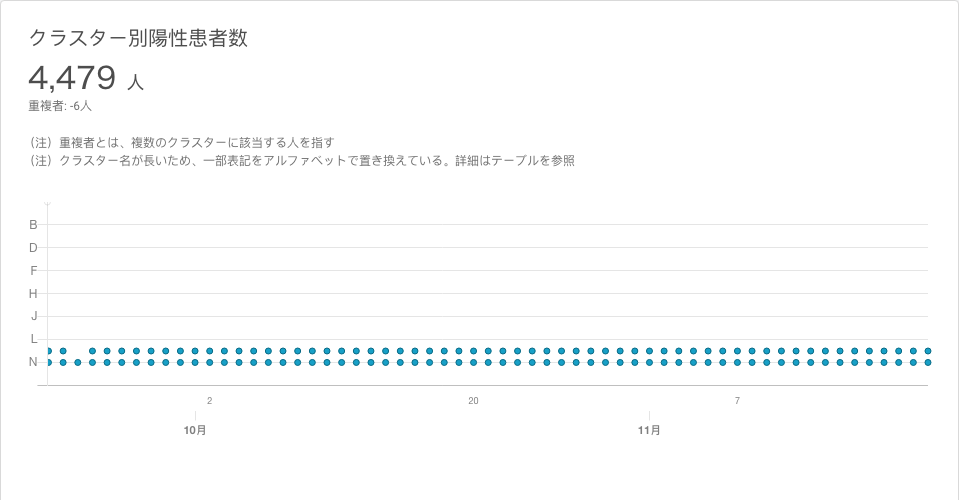 クラスター別陽性患者数
4,479 人
重複者: -6人
（注）重複者とは、複数のクラスターに該当する人を指す
（注）クラスター名が長いため、一部表記をアルファベットで置き換えている。詳細はテーブルを参照
B
D
F
H
J
L
N
2 20 7
10月 11月